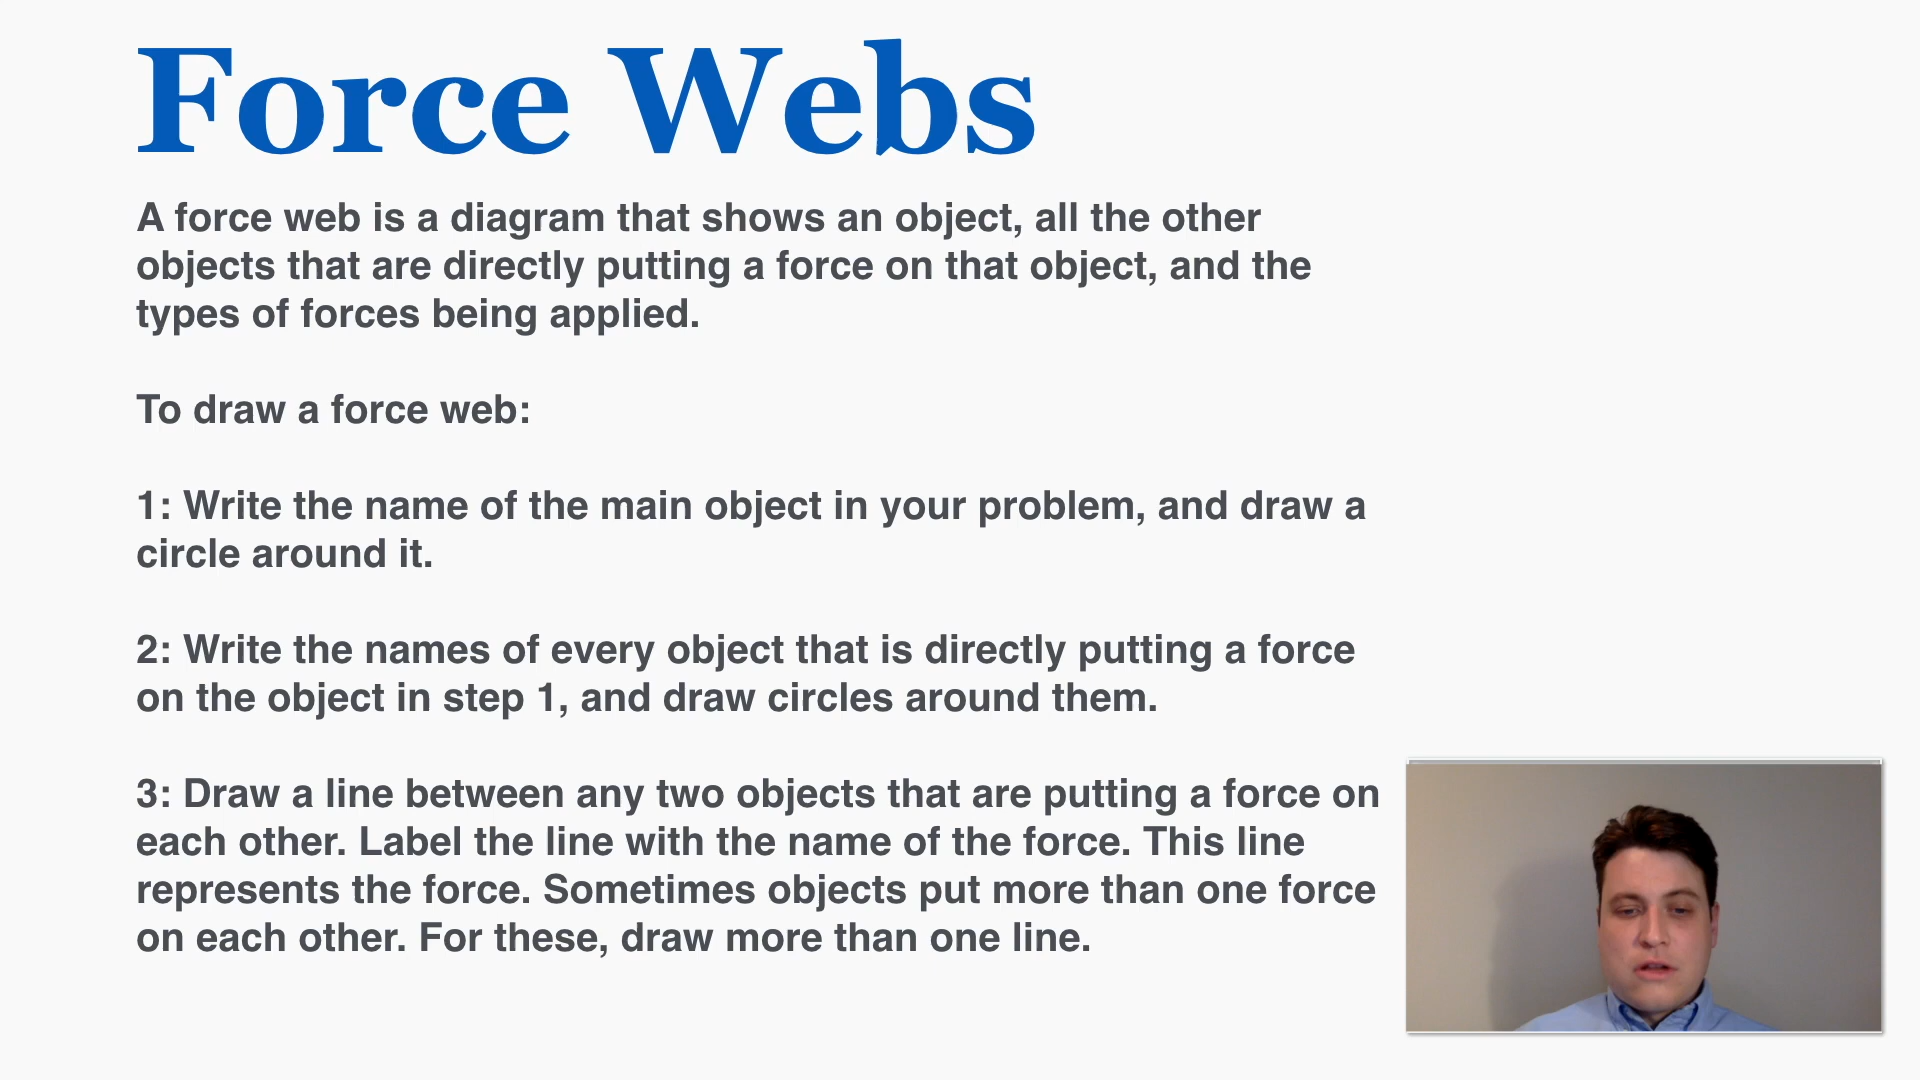 Force Webs
A force web is a diagram that shows an object, all the other
objects that are directly putting a force on that object, and the
types of forces being applied.
To draw a force web:
1: Write the name of the main object in your problem, and draw a
circle around it.
2: Write the names of every object that is directly putting a force
on the object in step 1, and draw circles around them.
3: Draw a line between any two objects that are putting a force on
each other. Label the line with the name of the force. This line
represents the force. Sometimes objects put more than one force
on each other. For these, draw more than one line.